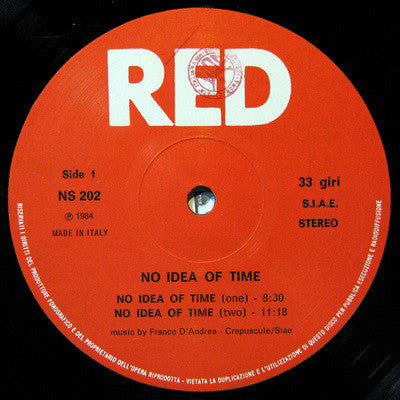 RED
Side 1
NS 202
℗ 1984
MADE IN ITALY
33 giri
S.I.A.E.
STEREO
NO IDEA OF TIME
NO IDEA OF TIME (one) - 8:30
NO IDEA OF TIME (two) - 11:18
music by Franco D'Andrea - Crepuscule/Siae
RISERVATI I DIRITTI DEL PRODUTTORE FONOGRAFICO E DEL PROPRIETARIO DELL'OPERA RIPRODOTTA - VIETATA LA DUPLICAZIONE E L'UTILIZZAZIONE DI QUESTO DISCO PER PUBBLICA ESECUZIONE E RADIODIFFUSIONE